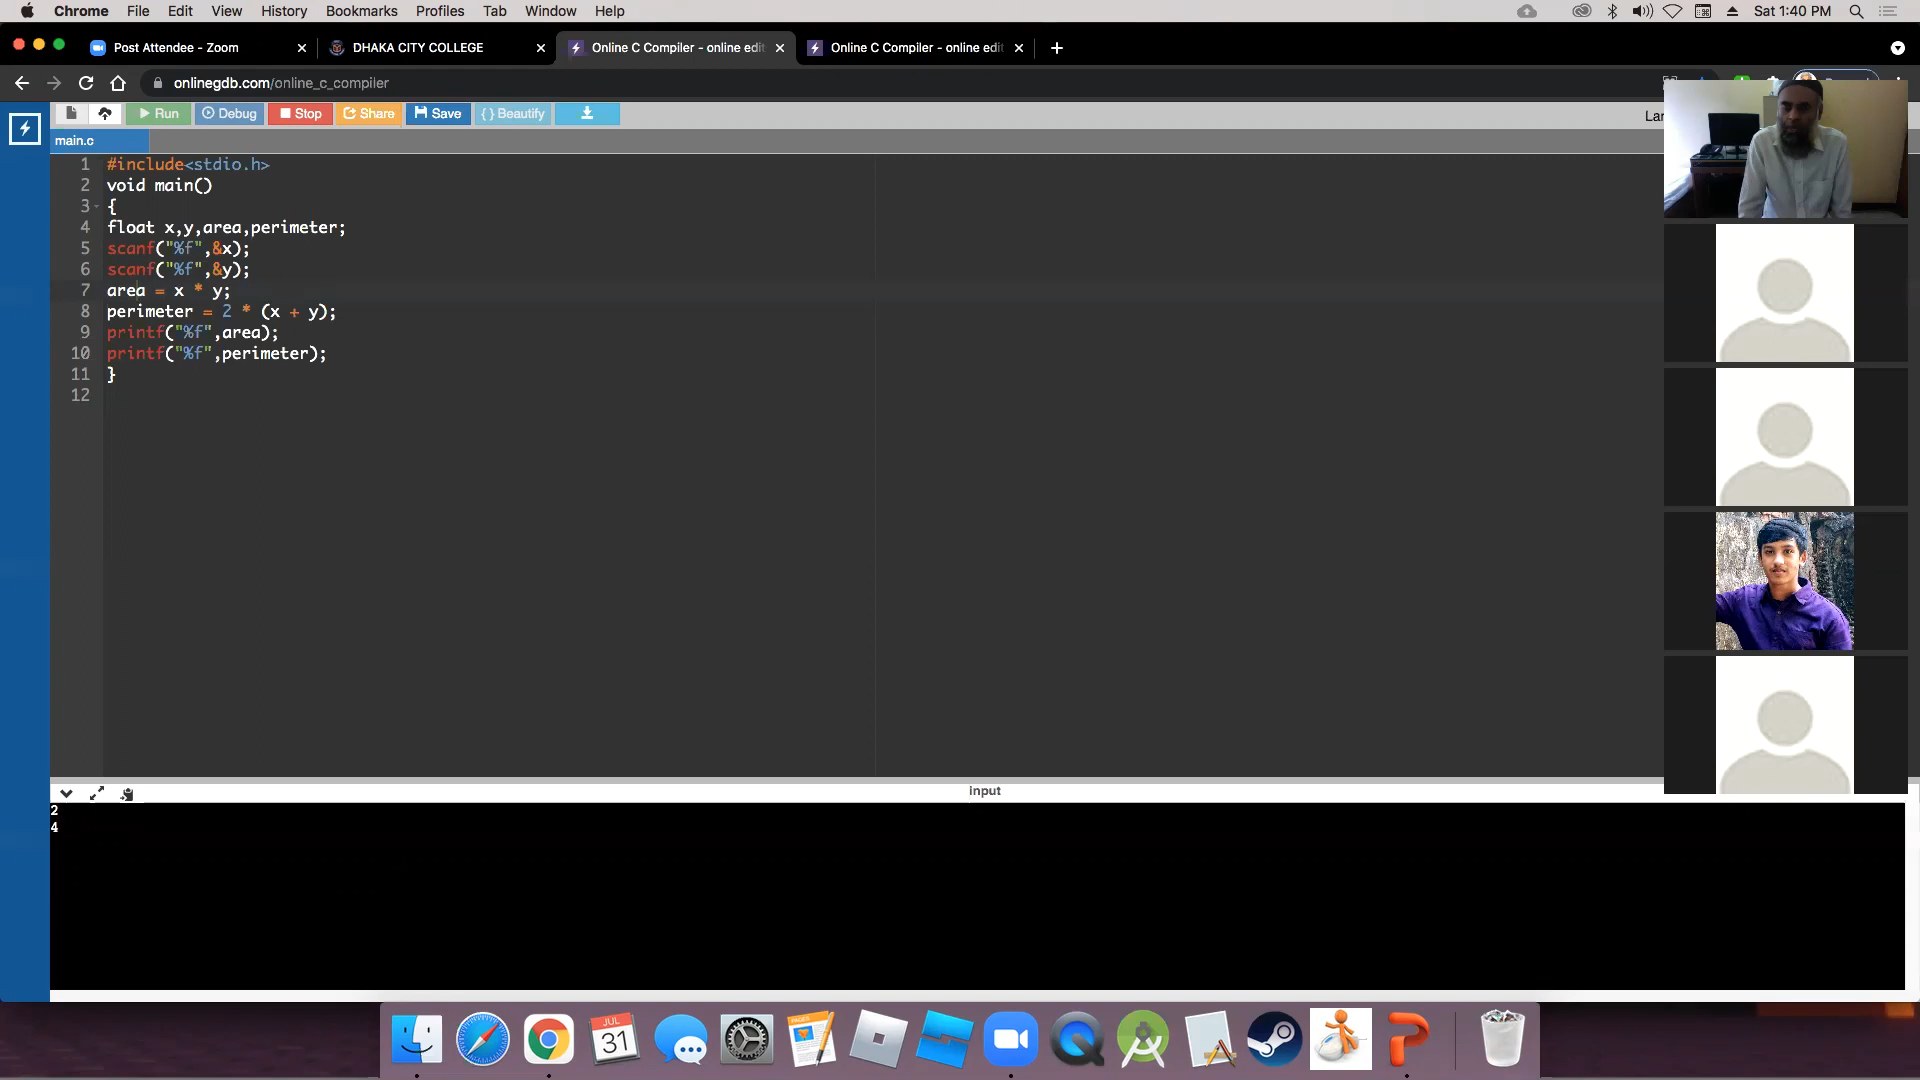 Chrome File Edit View History Bookmarks Profiles Tab Window Help Sat 1:40 PM
Post Attendee - Zoom DHAKA CITY COLLEGE Online C Compiler - online edit Online C Compiler - online edit
onlinegdb.com/online_c_compiler
Run Debug Stop Share Save { } Beautify Lan
main.c
1 #include<stdio.h>
2 void main()
3 {
4 float x,y,area,perimeter;
5 scanf("%f",&x);
6 scanf("%f",&y);
7 area = x * y;
8 perimeter = 2 * (x + y);
9 printf("%f",area);
10 printf("%f",perimeter);
11 }
12
input
2
4
JUL
31
PAGES